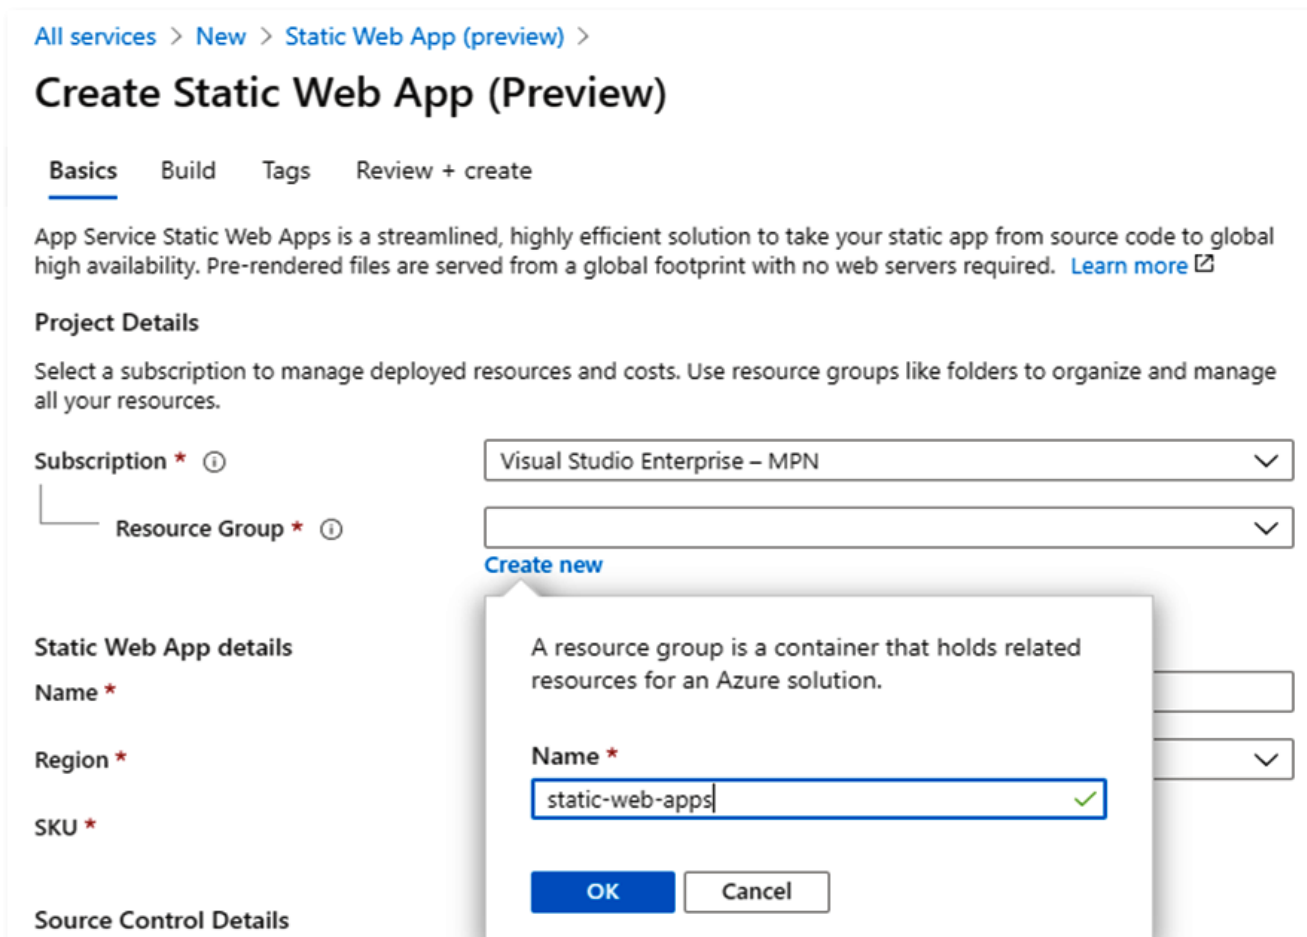 All services > New > Static Web App (preview) >
Create Static Web App (Preview)
Basics Build Tags Review + create
App Service Static Web Apps is a streamlined, highly efficient solution to take your static app from source code to global
high availability. Pre-rendered files are served from a global footprint with no web servers required. Learn more
Project Details
Select a subscription to manage deployed resources and costs. Use resource groups like folders to organize and manage
all your resources.
Subscription * Visual Studio Enterprise – MPN
Resource Group *
Create new
A resource group is a container that holds related
resources for an Azure solution.
Name *
static-web-apps
OK Cancel
Static Web App details
Name *
Region *
SKU *
Source Control Details